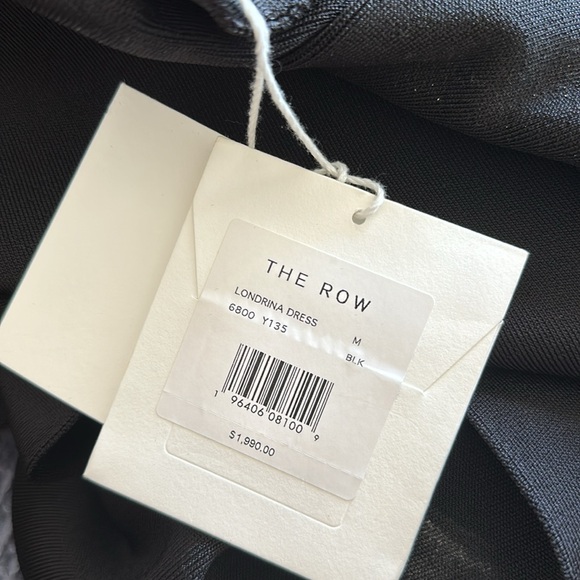 THE ROW
LONDRINA DRESS
6800 Y135 M
BLK
1 96406 08100 9
$1,990.00